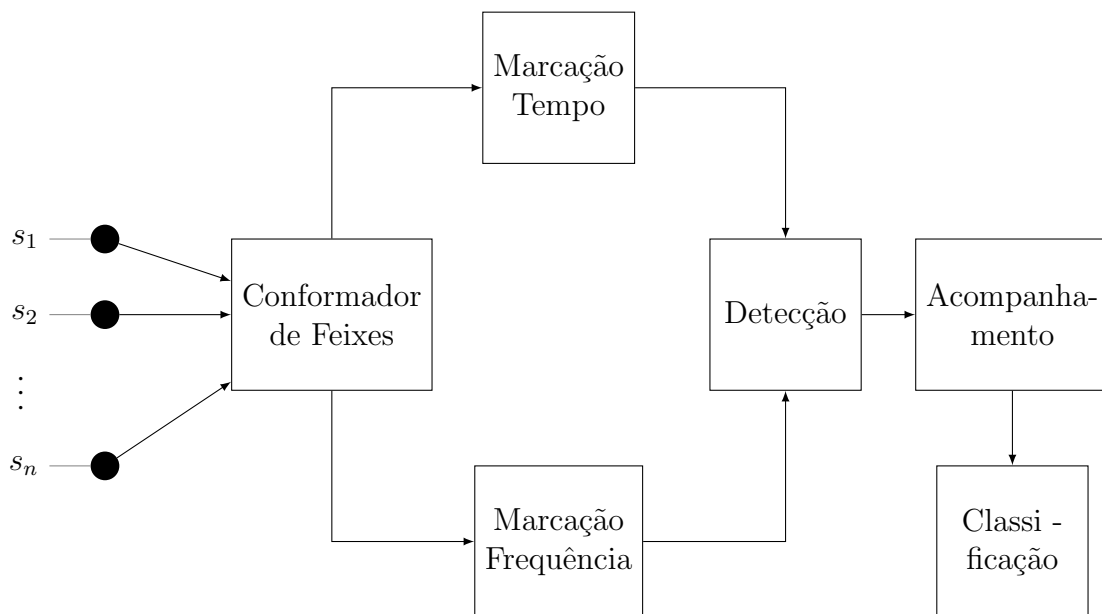 Marcação
Tempo
s₁
s₂
⋮
sₙ
Conformador
de Feixes
Detecção
Acompanha-
mento
Marcação
Frequência
Classi -
ficação